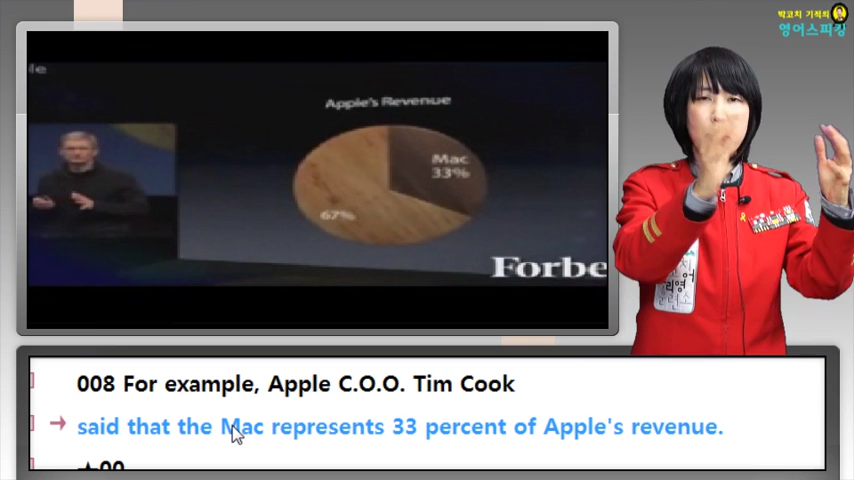 박코치 기적의
영어스피킹
le
Apple's Revenue
Mac
33%
67%
Forbe
008 For example, Apple C.O.O. Tim Cook
→ said that the Mac represents 33 percent of Apple's revenue.